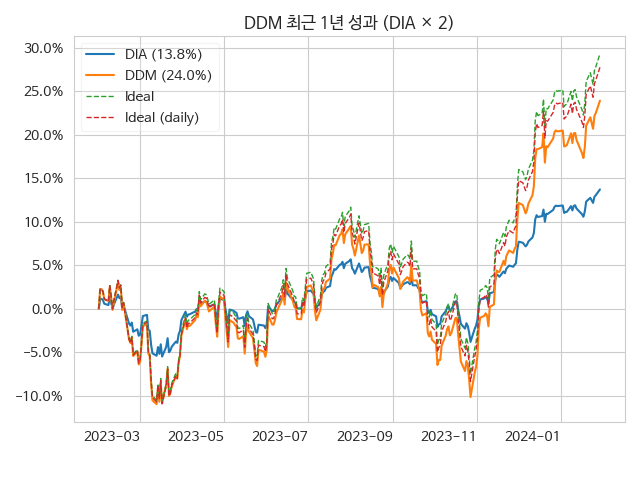 DDM 최근 1년 성과 (DIA × 2)
30.0%
25.0%
20.0%
15.0%
10.0%
5.0%
0.0%
−5.0%
−10.0%
DIA (13.8%)
DDM (24.0%)
Ideal
Ideal (daily)
2023−03 2023−05 2023−07 2023−09 2023−11 2024−01